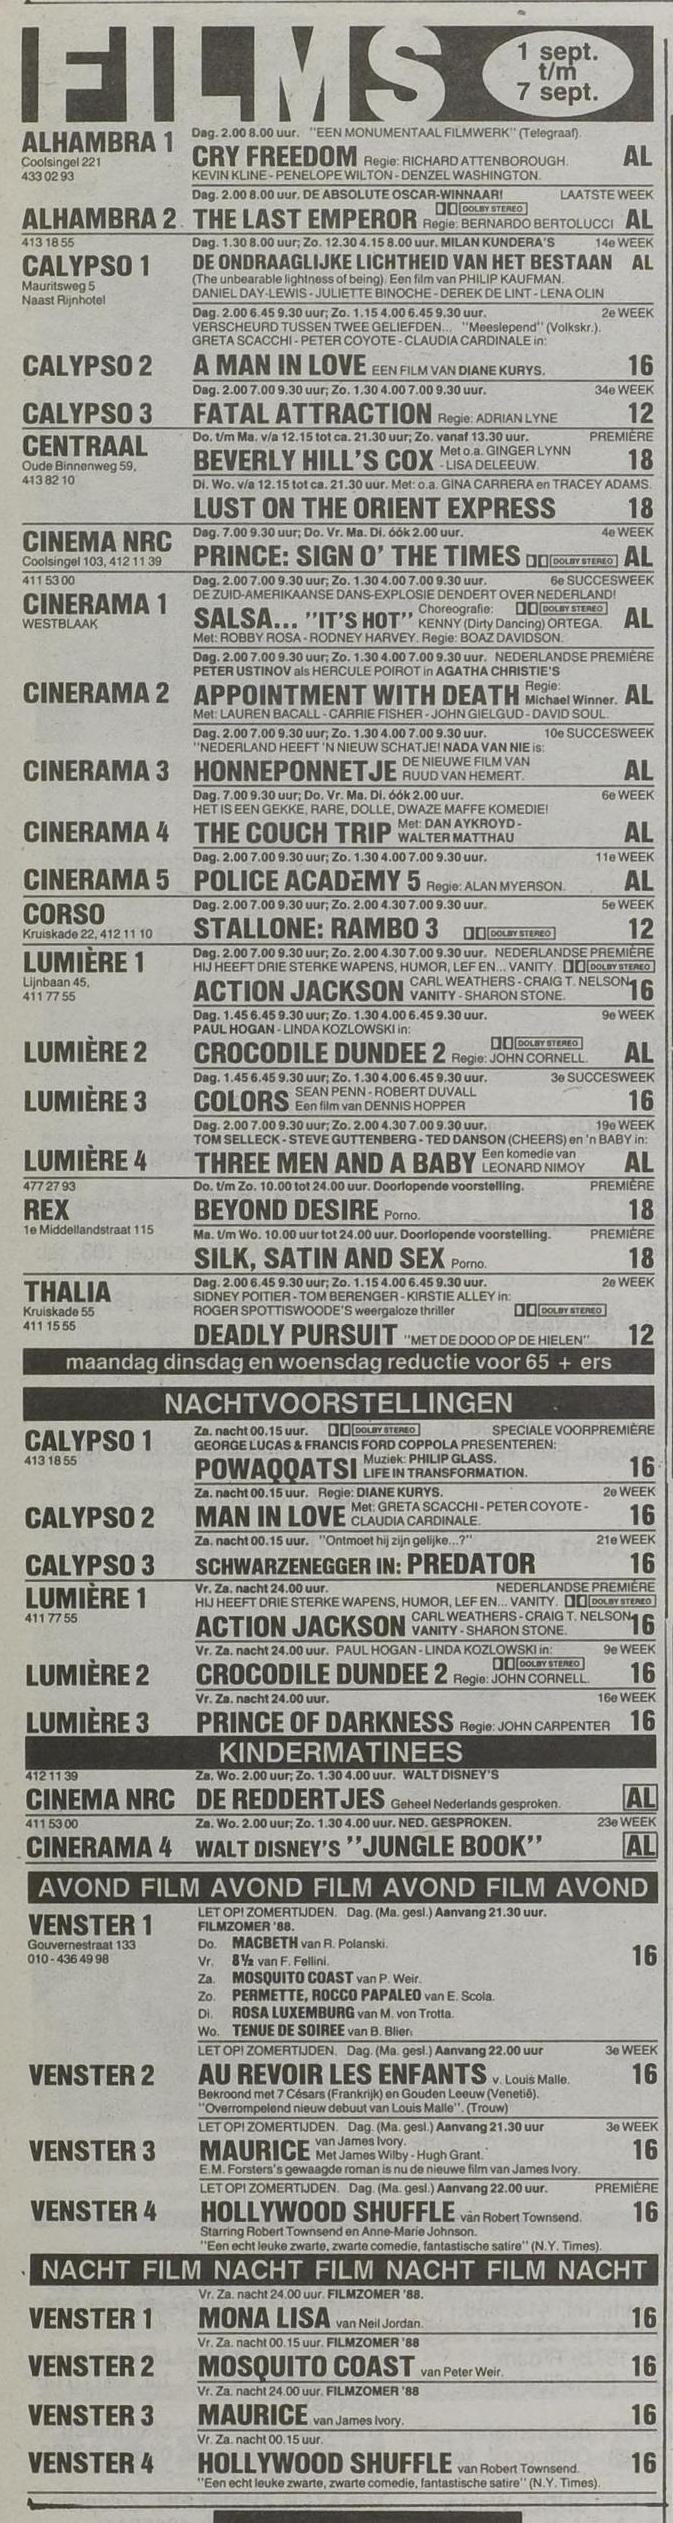 FILMS
1 sept.
t/m
7 sept.
ALHAMBRA 1
Coolsingel 221
433 02 93
Dag. 2.00 8.00 uur. "EEN MONUMENTAAL FILMWERK" (Telegraaf).
CRY FREEDOM Regie: RICHARD ATTENBOROUGH. AL
KEVIN KLINE - PENELOPE WILTON - DENZEL WASHINGTON.
Dag. 2.00 8.00 uur. DE ABSOLUTE OSCAR-WINNAAR! LAATSTE WEEK
DOLBY STEREO
ALHAMBRA 2 THE LAST EMPEROR Regie: BERNARDO BERTOLUCCI AL
413 18 55
CALYPSO 1
Mauritsweg 5
Naast Rijnhotel
Dag. 1.30 8.00 uur; Zo. 12.30 4.15 8.00 uur. MILAN KUNDERA'S 14e WEEK
DE ONDRAAGLIJKE LICHTHEID VAN HET BESTAAN AL
(The unbearable lightness of being). Een film van PHILIP KAUFMAN.
DANIEL DAY-LEWIS - JULIETTE BINOCHE - DEREK DE LINT - LENA OLIN
Dag. 2.00 6.45 9.30 uur; Zo. 1.15 4.00 6.45 9.30 uur. 2e WEEK
VERSCHEURD TUSSEN TWEE GELIEFDEN... "Meeslepend" (Volkskr.).
GRETA SCACCHI - PETER COYOTE - CLAUDIA CARDINALE in:
CALYPSO 2 A MAN IN LOVE EEN FILM VAN DIANE KURYS. 16
Dag. 2.00 7.00 9.30 uur; Zo. 1.30 4.00 7.00 9.30 uur. 34e WEEK
CALYPSO 3 FATAL ATTRACTION Regie: ADRIAN LYNE 12
CENTRAAL
Oude Binnenweg 59,
413 82 10
Do. t/m Ma. v/a 12.15 tot ca. 21.30 uur; Zo. vanaf 13.30 uur. PREMIÈRE
BEVERLY HILL'S COX Met o.a. GINGER LYNN
- LISA DELEEUW. 18
Di. Wo. v/a 12.15 tot ca. 21.30 uur. Met: o.a. GINA CARRERA en TRACEY ADAMS.
LUST ON THE ORIENT EXPRESS 18
CINEMA NRC
Coolsingel 103, 412 11 39
Dag. 7.00 9.30 uur; Do. Vr. Ma. Di. óók 2.00 uur. 4e WEEK
PRINCE: SIGN O' THE TIMES DOLBY STEREO AL
411 53 00
CINERAMA 1
WESTBLAAK
Dag. 2.00 7.00 9.30 uur; Zo. 1.30 4.00 7.00 9.30 uur. 6e SUCCESWEEK
DE ZUID-AMERIKAANSE DANS-EXPLOSIE DENDERT OVER NEDERLAND!
SALSA... "IT'S HOT" Choreografie: DOLBY STEREO
KENNY (Dirty Dancing) ORTEGA. AL
Met: ROBBY ROSA - RODNEY HARVEY. Regie: BOAZ DAVIDSON.
Dag. 2.00 7.00 9.30 uur; Zo. 1.30 4.00 7.00 9.30 uur. NEDERLANDSE PREMIÈRE
PETER USTINOV als HERCULE POIROT in AGATHA CHRISTIE'S
CINERAMA 2 APPOINTMENT WITH DEATH Regie:
Michael Winner. AL
Met: LAUREN BACALL - CARRIE FISHER - JOHN GIELGUD - DAVID SOUL.
Dag. 2.00 7.00 9.30 uur; Zo. 1.30 4.00 7.00 9.30 uur. 10e SUCCESWEEK
"NEDERLAND HEEFT 'N NIEUW SCHATJE! NADA VAN NIE is:
CINERAMA 3 HONNEPONNETJE DE NIEUWE FILM VAN
RUUD VAN HEMERT. AL
Dag. 7.00 9.30 uur; Do. Vr. Ma. Di. óók 2.00 uur. 6e WEEK
HET IS EEN GEKKE, RARE, DOLLE, DWAZE MAFFE KOMEDIE!
CINERAMA 4 THE COUCH TRIP Met: DAN AYKROYD -
WALTER MATTHAU AL
Dag. 2.00 7.00 9.30 uur; Zo. 1.30 4.00 7.00 9.30 uur. 11e WEEK
CINERAMA 5 POLICE ACADEMY 5 Regie: ALAN MYERSON. AL
CORSO
Kruiskade 22, 412 11 10
Dag. 2.00 7.00 9.30 uur; Zo. 2.00 4.30 7.00 9.30 uur. 5e WEEK
STALLONE: RAMBO 3 DOLBY STEREO 12
LUMIÈRE 1
Lijnbaan 45,
411 77 55
Dag. 2.00 7.00 9.30 uur; Zo. 2.00 4.30 7.00 9.30 uur. NEDERLANDSE PREMIÈRE
HIJ HEEFT DRIE STERKE WAPENS, HUMOR, LEF EN... VANITY. DOLBY STEREO
ACTION JACKSON CARL WEATHERS - CRAIG T. NELSON
VANITY - SHARON STONE. 16
Dag. 1.45 6.45 9.30 uur; Zo. 1.30 4.00 6.45 9.30 uur. 9e WEEK
PAUL HOGAN - LINDA KOZLOWSKI in:
DOLBY STEREO
LUMIÈRE 2 CROCODILE DUNDEE 2 Regie: JOHN CORNELL. AL
Dag. 1.45 6.45 9.30 uur; Zo. 1.30 4.00 6.45 9.30 uur. 3e SUCCESWEEK
LUMIÈRE 3 COLORS SEAN PENN - ROBERT DUVALL
Een film van DENNIS HOPPER 16
Dag. 2.00 7.00 9.30 uur; Zo. 2.00 4.30 7.00 9.30 uur. 19e WEEK
TOM SELLECK - STEVE GUTTENBERG - TED DANSON (CHEERS) en 'n BABY in:
LUMIÈRE 4 THREE MEN AND A BABY Een komedie van
LEONARD NIMOY AL
477 27 93
REX
1e Middellandstraat 115
Do. t/m Zo. 10.00 tot 24.00 uur. Doorlopende voorstelling. PREMIÈRE
BEYOND DESIRE Porno. 18
Ma. t/m Wo. 10.00 uur tot 24.00 uur. Doorlopende voorstelling. PREMIÈRE
SILK, SATIN AND SEX Porno. 18
THALIA
Kruiskade 55
411 15 55
Dag. 2.00 6.45 9.30 uur; Zo. 1.15 4.00 6.45 9.30 uur. 2e WEEK
SIDNEY POITIER - TOM BERENGER - KIRSTIE ALLEY in:
ROGER SPOTTISWOODE'S weergaloze thriller DOLBY STEREO
DEADLY PURSUIT "MET DE DOOD OP DE HIELEN" 12
maandag dinsdag en woensdag reductie voor 65 + ers
NACHTVOORSTELLINGEN
CALYPSO 1
413 18 55
Za. nacht 00.15 uur. DOLBY STEREO SPECIALE VOORPREMIÈRE
GEORGE LUCAS & FRANCIS FORD COPPOLA PRESENTEREN:
POWAQQATSI Muziek: PHILIP GLASS.
LIFE IN TRANSFORMATION. 16
Za. nacht 00.15 uur. Regie: DIANE KURYS. 2e WEEK
CALYPSO 2 MAN IN LOVE Met: GRETA SCACCHI - PETER COYOTE -
CLAUDIA CARDINALE. 16
Za. nacht 00.15 uur. "Ontmoet hij zijn gelijke...?" 21e WEEK
CALYPSO 3 SCHWARZENEGGER IN: PREDATOR 16
LUMIÈRE 1
411 77 55
Vr. Za. nacht 24.00 uur. NEDERLANDSE PREMIÈRE
HIJ HEEFT DRIE STERKE WAPENS, HUMOR, LEF EN... VANITY. DOLBY STEREO
ACTION JACKSON CARL WEATHERS - CRAIG T. NELSON
VANITY - SHARON STONE. 16
Vr. Za. nacht 24.00 uur. PAUL HOGAN - LINDA KOZLOWSKI in: 9e WEEK
DOLBY STEREO
LUMIÈRE 2 CROCODILE DUNDEE 2 Regie: JOHN CORNELL. 16
Vr. Za. nacht 24.00 uur. 16e WEEK
LUMIÈRE 3 PRINCE OF DARKNESS Regie: JOHN CARPENTER 16
KINDERMATINEES
412 11 39 Za. Wo. 2.00 uur; Zo. 1.30 4.00 uur. WALT DISNEY'S
CINEMA NRC DE REDDERTJES Geheel Nederlands gesproken. AL
411 53 00 Za. Wo. 2.00 uur; Zo. 1.30 4.00 uur. NED. GESPROKEN. 23e WEEK
CINERAMA 4 WALT DISNEY'S "JUNGLE BOOK" AL
AVOND FILM AVOND FILM AVOND FILM AVOND
VENSTER 1
Gouvernestraat 133
010 - 436 49 98
LET OP! ZOMERTIJDEN. Dag. (Ma. gesl.) Aanvang 21.30 uur.
FILMZOMER '88.
Do. MACBETH van R. Polanski.
Vr. 8½ van F. Fellini. 16
Za. MOSQUITO COAST van P. Weir.
Zo. PERMETTE, ROCCO PAPALEO van E. Scola.
Di. ROSA LUXEMBURG van M. von Trotta.
Wo. TENUE DE SOIREE van B. Blier.
LET OP! ZOMERTIJDEN. Dag. (Ma. gesl.) Aanvang 22.00 uur 3e WEEK
VENSTER 2 AU REVOIR LES ENFANTS v. Louis Malle. 16
Bekroond met 7 Césars (Frankrijk) en Gouden Leeuw (Venetië).
"Overrompelend nieuw debuut van Louis Malle". (Trouw)
LET OP! ZOMERTIJDEN. Dag. (Ma. gesl.) Aanvang 21.30 uur 3e WEEK
VENSTER 3 MAURICE van James Ivory.
Met James Wilby - Hugh Grant. 16
E.M. Forsters's gewaagde roman is nu de nieuwe film van James Ivory.
LET OP! ZOMERTIJDEN. Dag. (Ma. gesl.) Aanvang 22.00 uur. PREMIÈRE
VENSTER 4 HOLLYWOOD SHUFFLE van Robert Townsend. 16
Starring Robert Townsend en Anne-Marie Johnson.
"Een echt leuke zwarte, zwarte comedie, fantastische satire" (N.Y. Times).
NACHT FILM NACHT FILM NACHT FILM NACHT
Vr. Za. nacht 24.00 uur. FILMZOMER '88.
VENSTER 1 MONA LISA van Neil Jordan. 16
Vr. Za. nacht 00.15 uur. FILMZOMER '88
VENSTER 2 MOSQUITO COAST van Peter Weir. 16
Vr. Za. nacht 24.00 uur. FILMZOMER '88
VENSTER 3 MAURICE van James Ivory. 16
Vr. Za. nacht 00.15 uur.
VENSTER 4 HOLLYWOOD SHUFFLE van Robert Townsend. 16
"Een echt leuke zwarte, zwarte comedie, fantastische satire" (N.Y. Times).